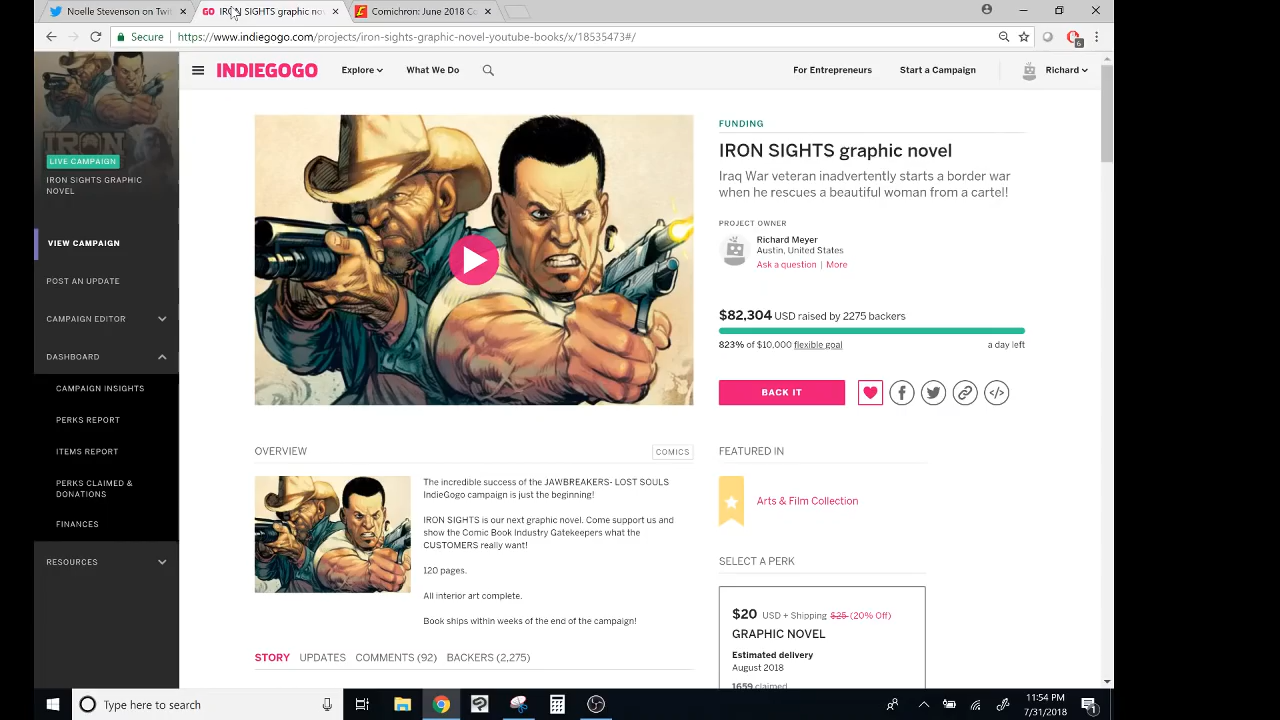 Noelle Stevenson on Twit
GO IRON SIGHTS graphic no
Comichron: June 2018 Co
Secure
https://www.indiegogo.com/projects/iron-sights-graphic-novel-youtube-books/x/18535473#/
6
IRON
LIVE CAMPAIGN
IRON SIGHTS GRAPHIC
NOVEL
VIEW CAMPAIGN
POST AN UPDATE
CAMPAIGN EDITOR
DASHBOARD
CAMPAIGN INSIGHTS
PERKS REPORT
ITEMS REPORT
PERKS CLAIMED &
DONATIONS
FINANCES
RESOURCES
INDIEGOGO
Explore
What We Do
For Entrepreneurs
Start a Campaign
Richard
FUNDING
IRON SIGHTS graphic novel
Iraq War veteran inadvertently starts a border war
when he rescues a beautiful woman from a cartel!
PROJECT OWNER
Richard Meyer
Austin, United States
Ask a question | More
$82,304 USD raised by 2275 backers
823% of $10,000 flexible goal
a day left
BACK IT
OVERVIEW
COMICS
The incredible success of the JAWBREAKERS- LOST SOULS
IndieGogo campaign is just the beginning!
IRON SIGHTS is our next graphic novel. Come support us and
show the Comic Book Industry Gatekeepers what the
CUSTOMERS really want!
120 pages.
All interior art complete.
Book ships within weeks of the end of the campaign!
STORY UPDATES COMMENTS (92) BACKERS (2,275)
FEATURED IN
Arts & Film Collection
SELECT A PERK
$20 USD + Shipping $25 (20% Off)
GRAPHIC NOVEL
Estimated delivery
August 2018
1659 claimed
Type here to search
11:54 PM
7/31/2018
1